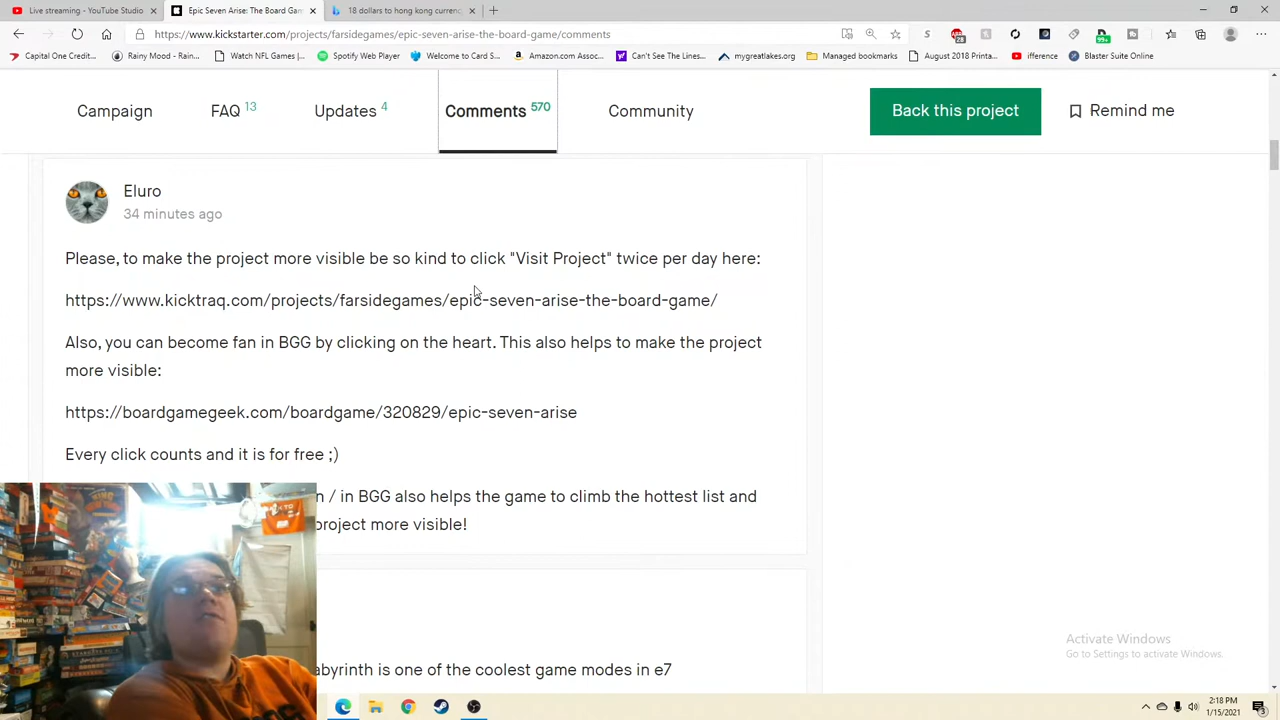 Live streaming - YouTube Studio
Epic Seven Arise: The Board Gam
18 dollars to hong kong currenc
https://www.kickstarter.com/projects/farsidegames/epic-seven-arise-the-board-game/comments
Capital One Credit...
Rainy Mood - Rain...
Watch NFL Games |...
Spotify Web Playe...
Welcome to Card S...
Amazon.com Assoc...
Can't See The Lines...
mygreatlakes.org
Managed bookmarks
August 2018 Printa...
ifference
Blaster Suite Online
Campaign
FAQ 13
Updates 4
Comments 570
Community
Back this project
Remind me
Eluro
34 minutes ago
Please, to make the project more visible be so kind to click "Visit Project" twice per day here:
https://www.kicktraq.com/projects/farsidegames/epic-seven-arise-the-board-game/
Also, you can become fan in BGG by clicking on the heart. This also helps to make the project
more visible:
https://boardgamegeek.com/boardgame/320829/epic-seven-arise
Every click counts and it is for free ;)
n / in BGG also helps the game to climb the hottest list and
project more visible!
abyrinth is one of the coolest game modes in e7
Activate Windows
Go to Settings to activate Windows.
2:18 PM
1/15/2021